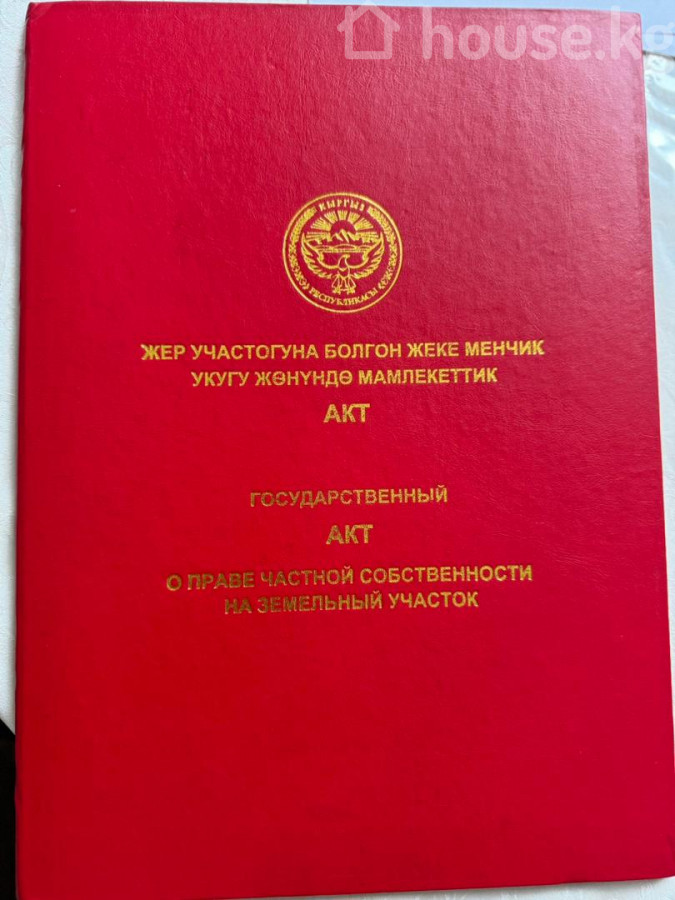 house.kg
КЫРГЫЗ
РЕСПУБЛИКАСЫ
ЖЕР УЧАСТОГУНА БОЛГОН ЖЕКЕ МЕНЧИК
УКУГУ ЖӨНҮНДӨ МАМЛЕКЕТТИК
АКТ
ГОСУДАРСТВЕННЫЙ
АКТ
О ПРАВЕ ЧАСТНОЙ СОБСТВЕННОСТИ
НА ЗЕМЕЛЬНЫЙ УЧАСТОК